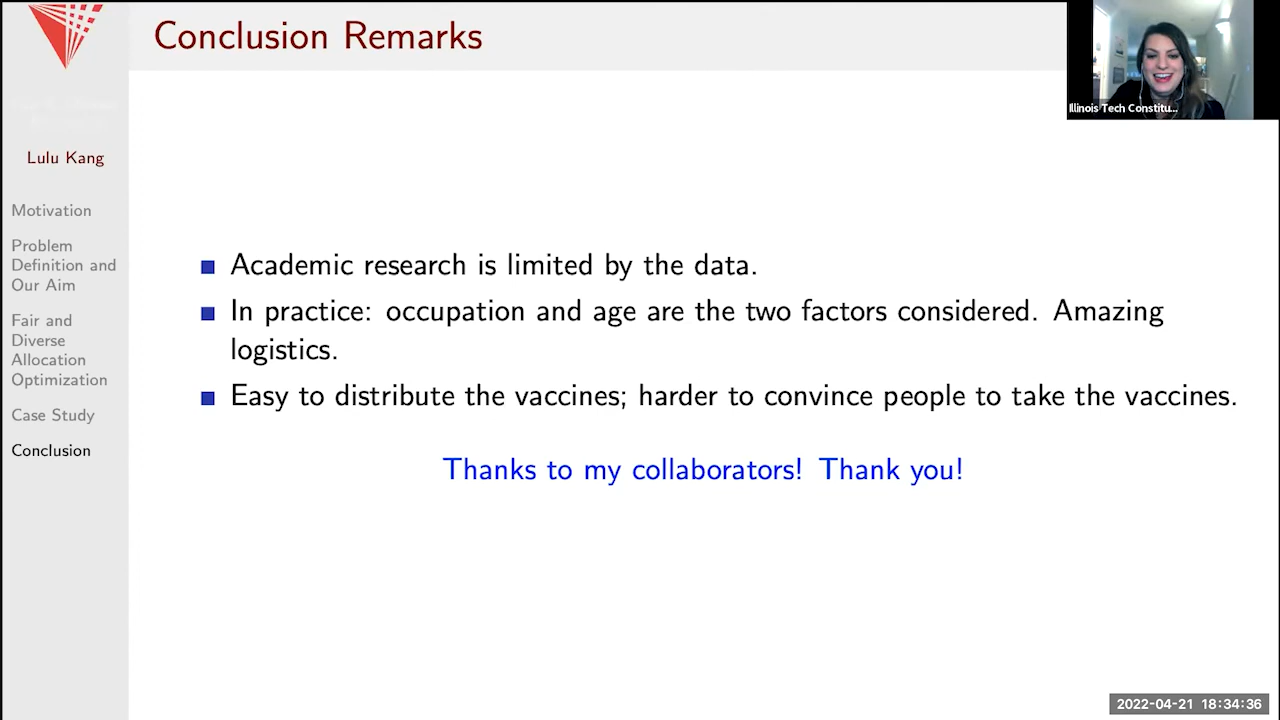 Conclusion Remarks
Illinois Tech Constitu...
Lulu Kang
Motivation
Problem
Definition and
Our Aim
Fair and
Diverse
Allocation
Optimization
Case Study
Conclusion
Academic research is limited by the data.
In practice: occupation and age are the two factors considered. Amazing
logistics.
Easy to distribute the vaccines; harder to convince people to take the vaccines.
Thanks to my collaborators! Thank you!
2022-04-21 18:34:36